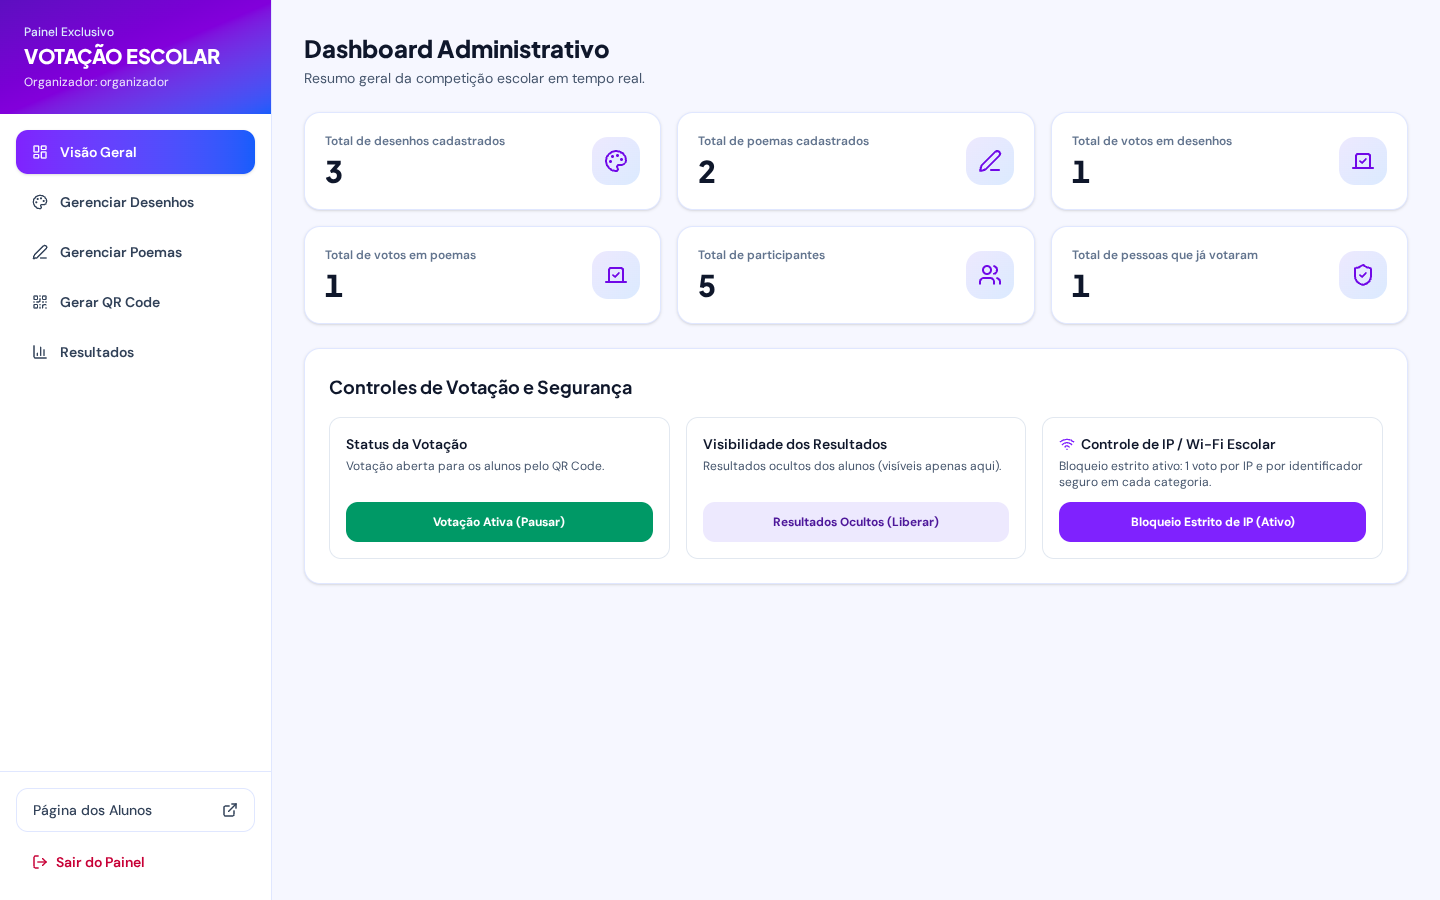 Painel Exclusivo
VOTAÇÃO ESCOLAR
Organizador: organizador
Visão Geral
Gerenciar Desenhos
Gerenciar Poemas
Gerar QR Code
Resultados
Página dos Alunos
Sair do Painel
Dashboard Administrativo
Resumo geral da competição escolar em tempo real.
Total de desenhos cadastrados
3
Total de poemas cadastrados
2
Total de votos em desenhos
1
Total de votos em poemas
1
Total de participantes
5
Total de pessoas que já votaram
1
Controles de Votação e Segurança
Status da Votação
Votação aberta para os alunos pelo QR Code.
Votação Ativa (Pausar)
Visibilidade dos Resultados
Resultados ocultos dos alunos (visíveis apenas aqui).
Resultados Ocultos (Liberar)
Controle de IP / Wi-Fi Escolar
Bloqueio estrito ativo: 1 voto por IP e por identificador
seguro em cada categoria.
Bloqueio Estrito de IP (Ativo)